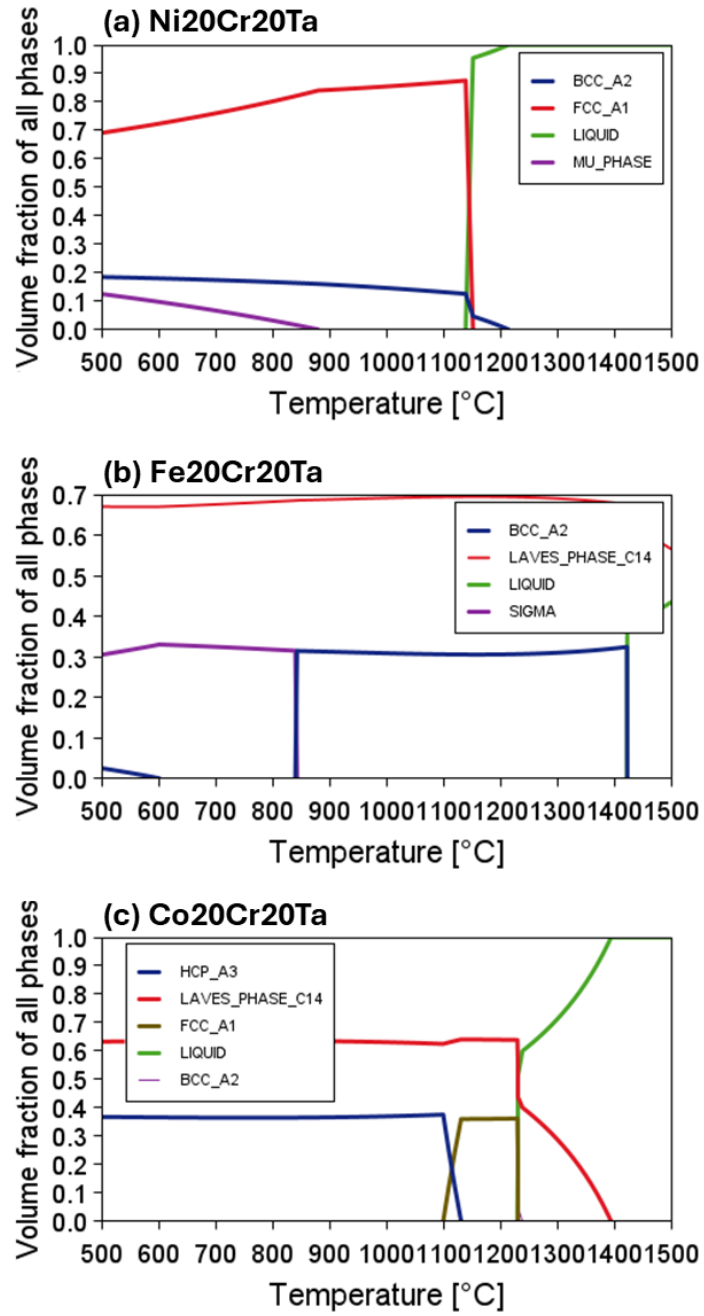 (a) Ni20Cr20Ta
Volume fraction of all phases
1.0
0.9
0.8
0.7
0.6
0.5
0.4
0.3
0.2
0.1
0.0
BCC_A2
FCC_A1
LIQUID
MU_PHASE
500 600 700 800 900 1000 1100 1200 1300 1400 1500
Temperature [°C]
(b) Fe20Cr20Ta
Volume fraction of all phases
0.7
0.6
0.5
0.4
0.3
0.2
0.1
0.0
BCC_A2
LAVES_PHASE_C14
LIQUID
SIGMA
500 600 700 800 900 1000 1100 1200 1300 1400 1500
Temperature [°C]
(c) Co20Cr20Ta
Volume fraction of all phases
1.0
0.9
0.8
0.7
0.6
0.5
0.4
0.3
0.2
0.1
0.0
HCP_A3
LAVES_PHASE_C14
FCC_A1
LIQUID
BCC_A2
500 600 700 800 900 1000 1100 1200 1300 1400 1500
Temperature [°C]